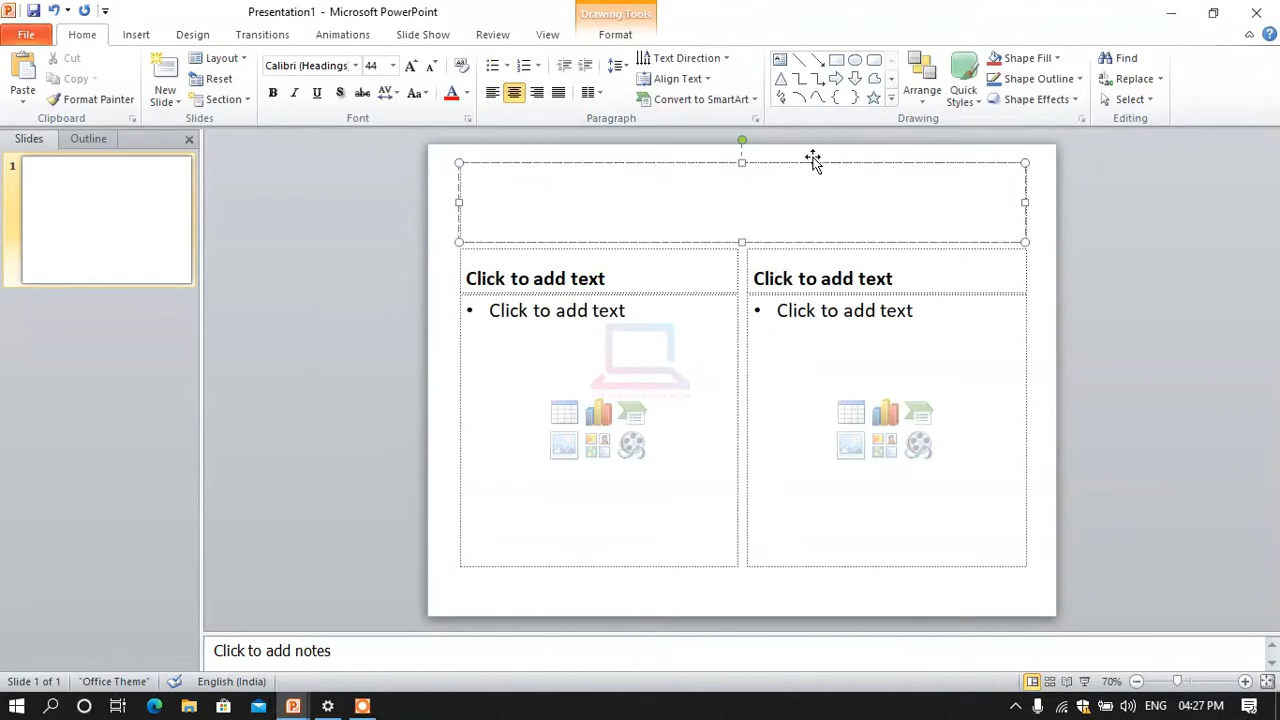 Presentation1 - Microsoft PowerPoint
Drawing Tools
File Home Insert Design Transitions Animations Slide Show Review View Format
Paste
Cut
Copy
Format Painter
Clipboard
New Slide
Layout
Reset
Section
Slides
Calibri (Headings) 44
B I U S abc AV Aa A
Font
Text Direction
Align Text
Convert to SmartArt
Paragraph
Arrange
Quick Styles
Shape Fill
Shape Outline
Shape Effects
Drawing
Find
Replace
Select
Editing
Slides Outline
1
Click to add text
Click to add text
• Click to add text
• Click to add text
Click to add notes
Slide 1 of 1 "Office Theme" English (India) 70%
ENG 04:27 PM